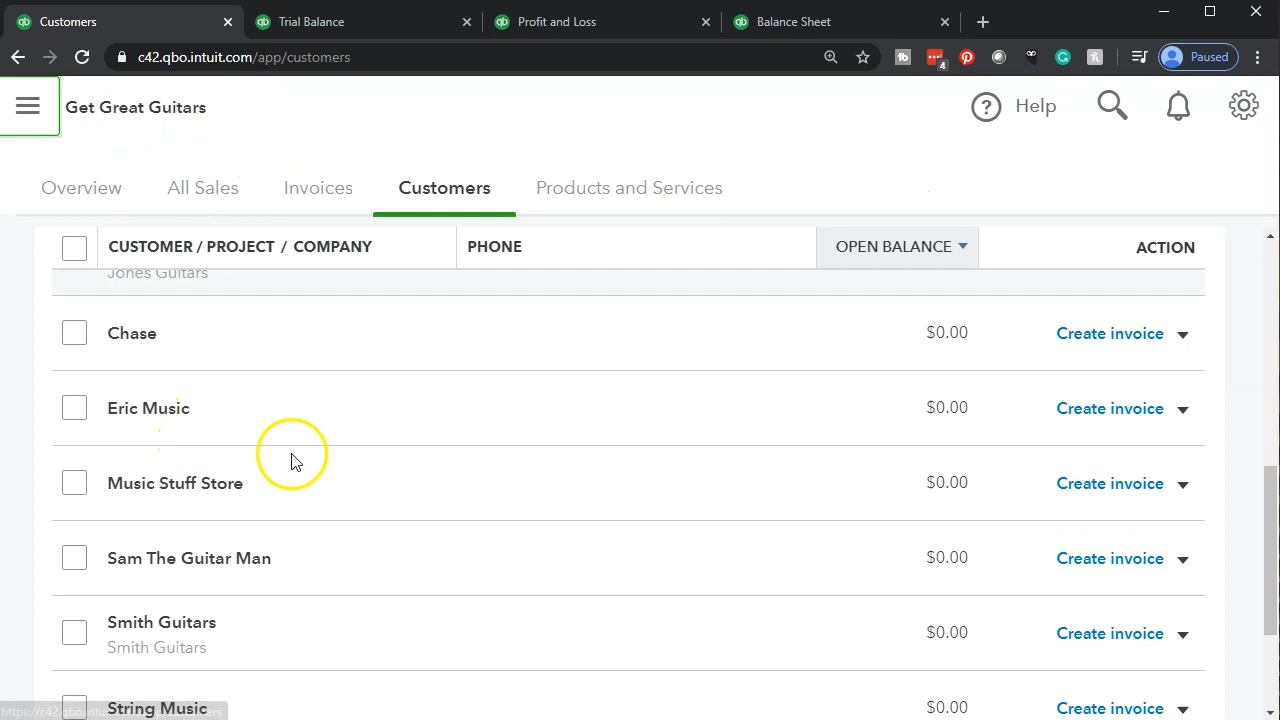 Customers
Trial Balance
Profit and Loss
Balance Sheet
c42.qbo.intuit.com/app/customers
4
Paused
Get Great Guitars
Help
Overview
All Sales
Invoices
Customers
Products and Services
CUSTOMER / PROJECT / COMPANY
PHONE
OPEN BALANCE
ACTION
Jones Guitars
Chase
$0.00
Create invoice
Eric Music
$0.00
Create invoice
Music Stuff Store
$0.00
Create invoice
Sam The Guitar Man
$0.00
Create invoice
Smith Guitars
Smith Guitars
$0.00
Create invoice
String Music
$0.00
Create invoice